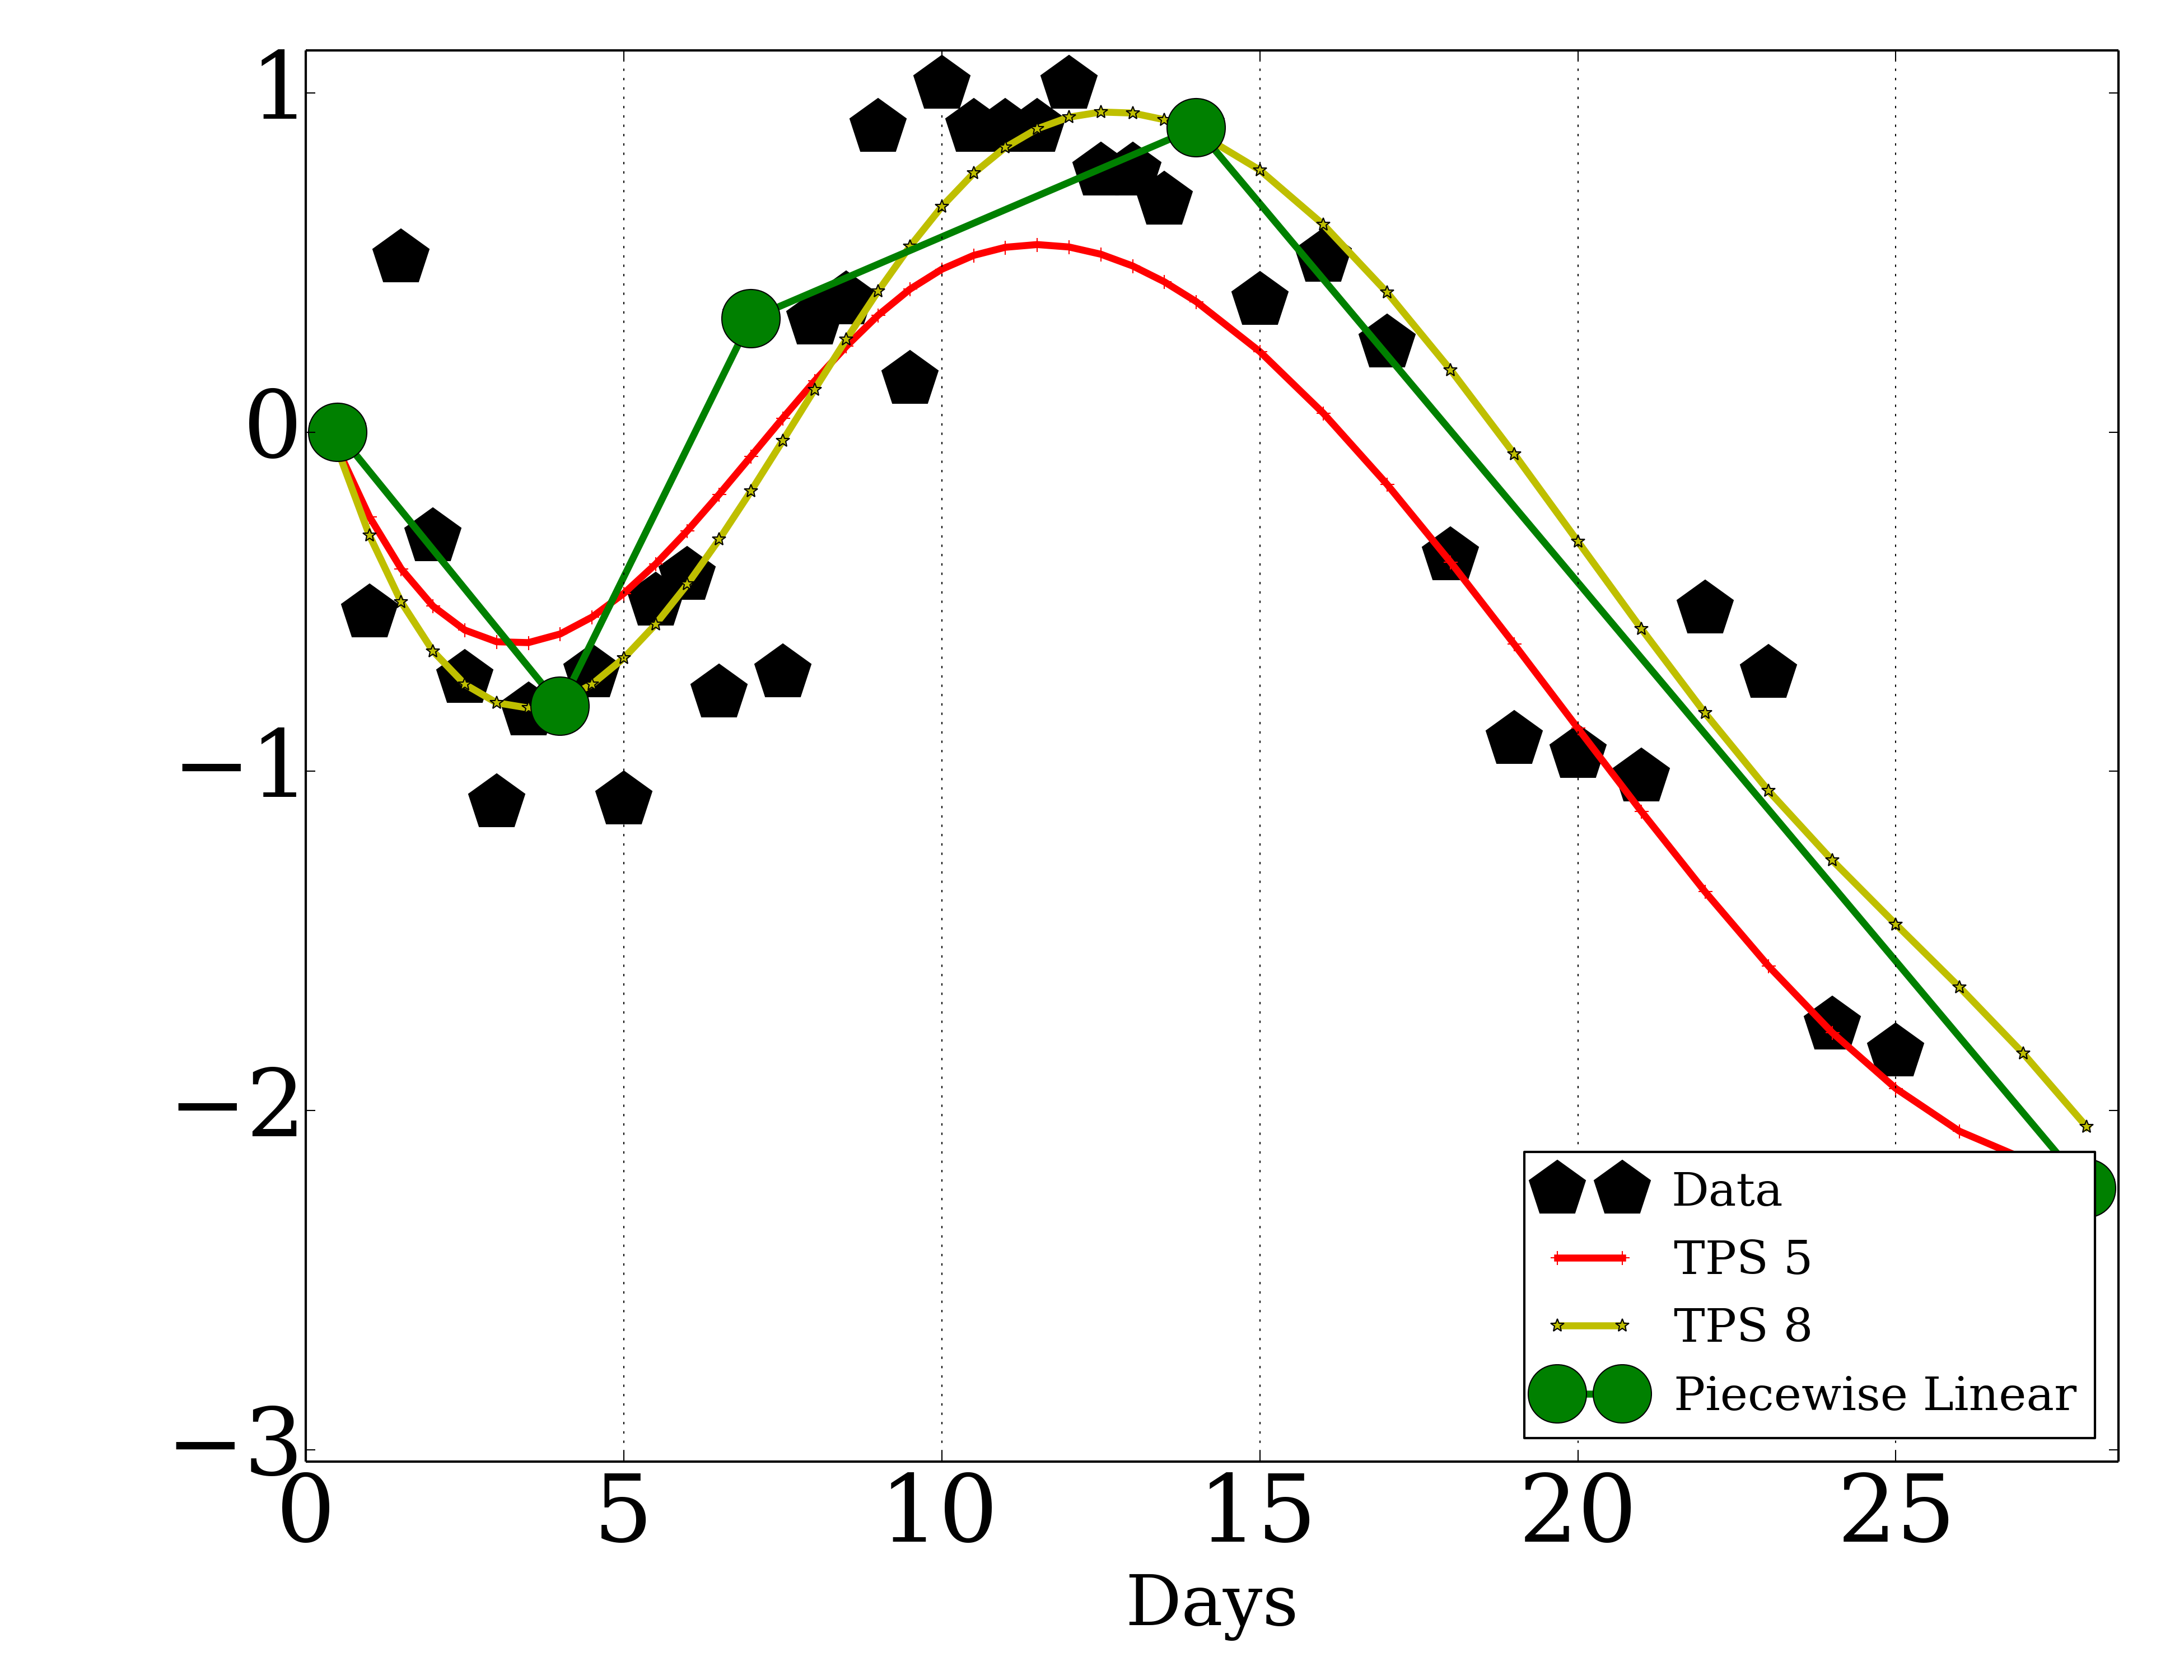 1
0
−1
−2
−3
0 5 10 15 20 25
Days
Data
TPS 5
TPS 8
Piecewise Linear